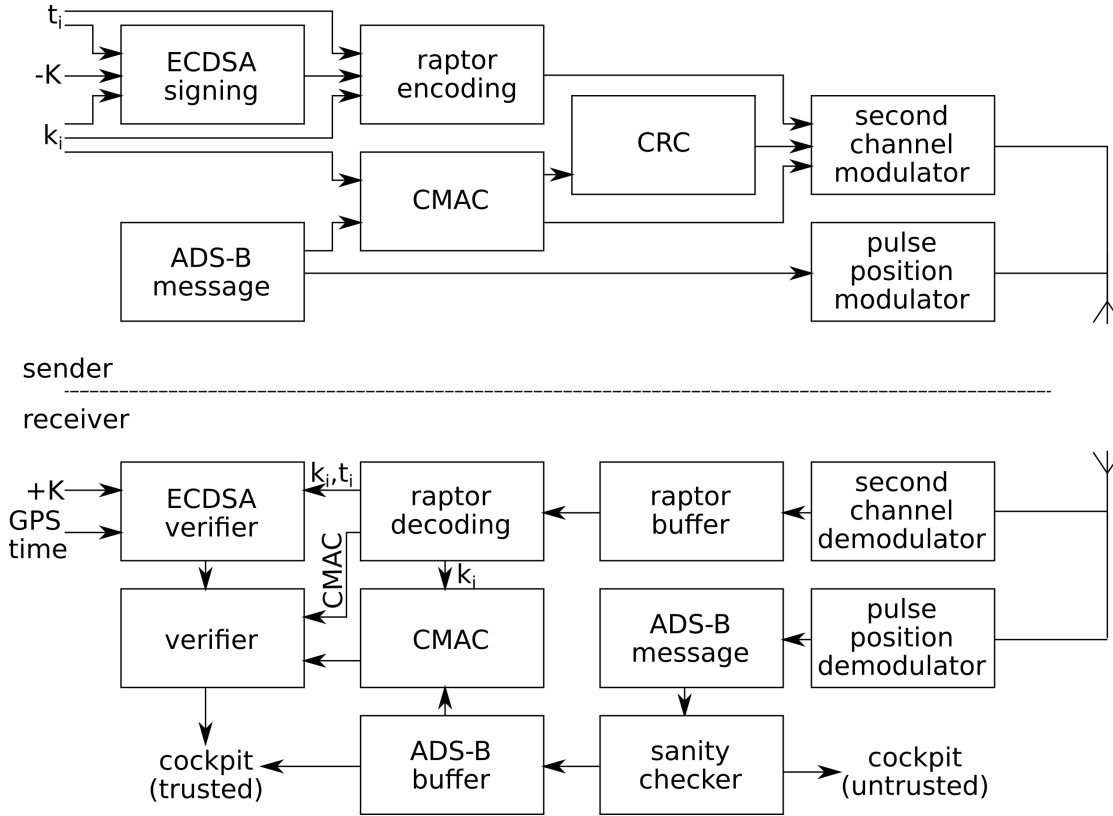 tᵢ
-K
kᵢ
ECDSA
signing
raptor
encoding
CRC
second
channel
modulator
CMAC
ADS-B
message
pulse
position
modulator
sender
receiver
+K
GPS
time
ECDSA
verifier
kᵢ,tᵢ
raptor
decoding
raptor
buffer
second
channel
demodulator
CMAC
kᵢ
verifier
CMAC
ADS-B
message
pulse
position
demodulator
cockpit
(trusted)
ADS-B
buffer
sanity
checker
cockpit
(untrusted)